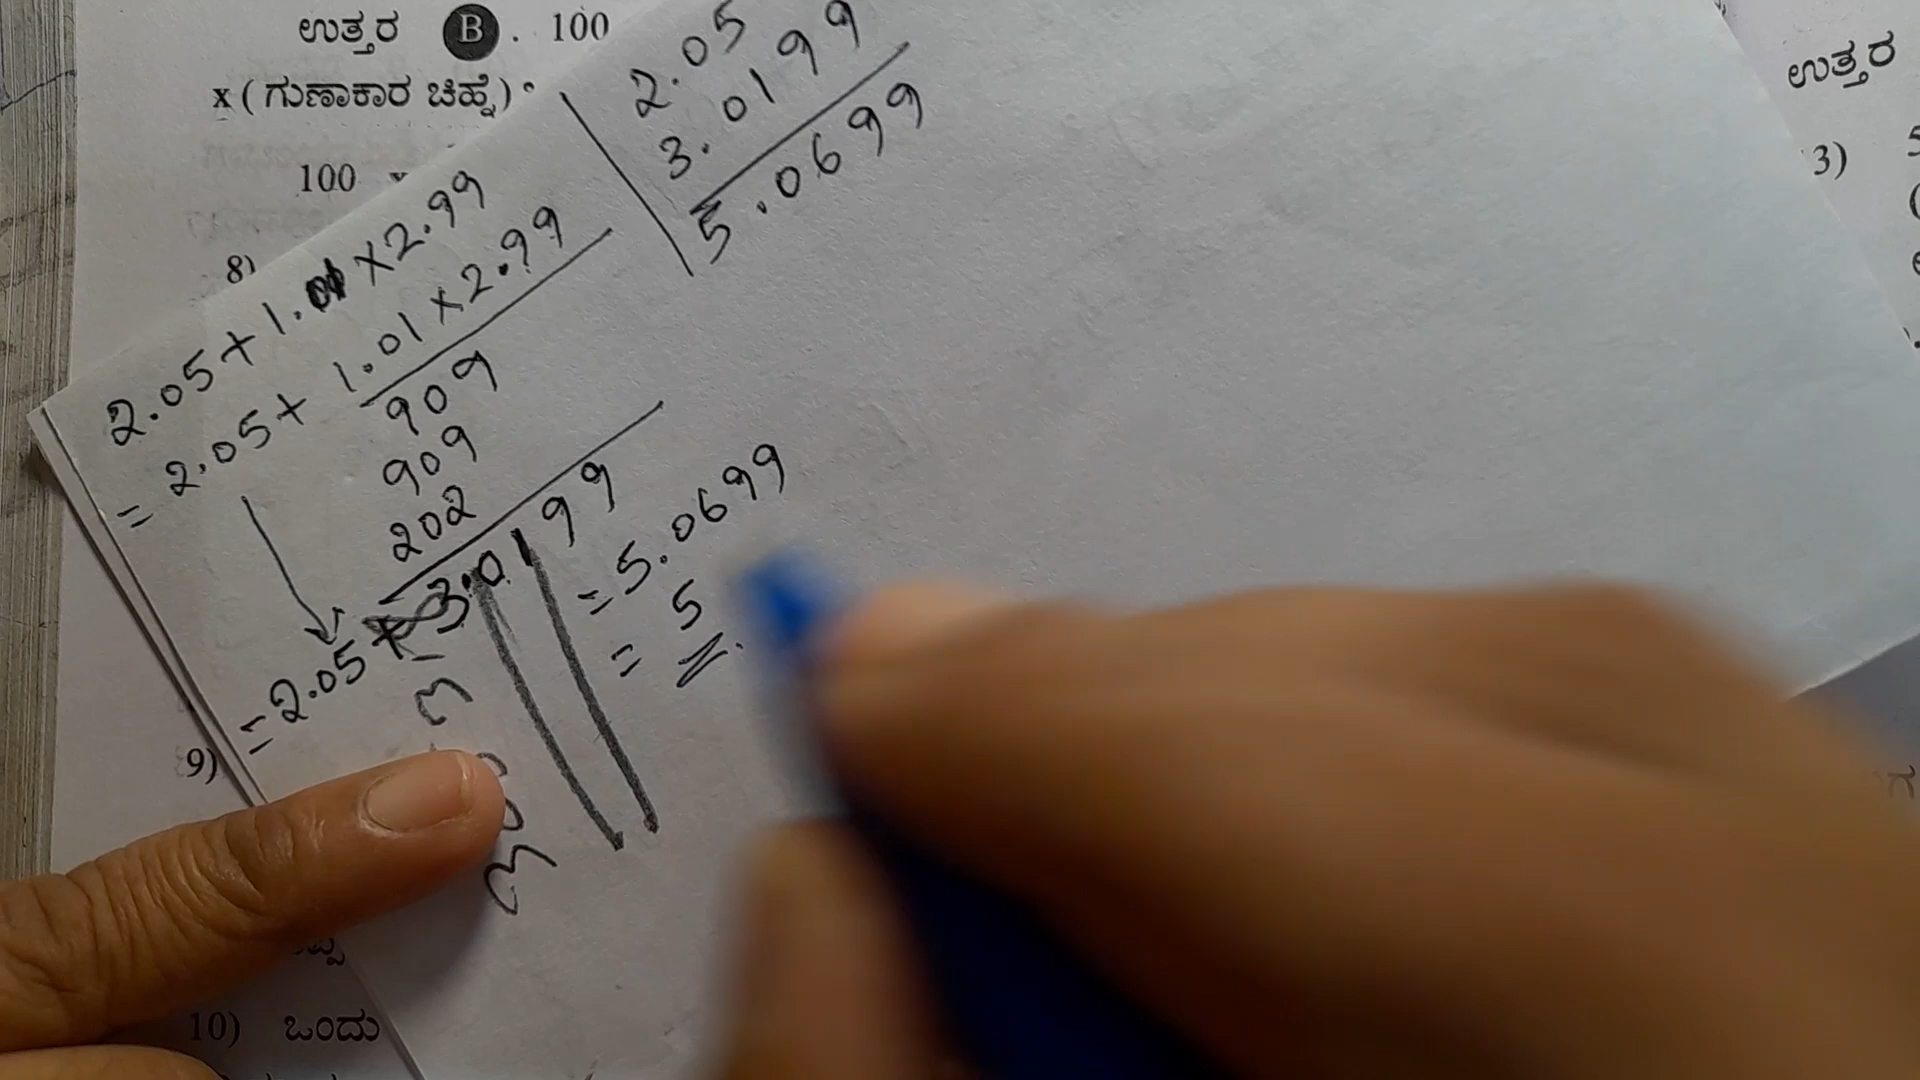 ಉತ್ತರ B. 100
x ( ಗುಣಾಕಾರ ಚಿಹ್ನೆ)
100
8)
2.05 + 1.01 × 2.99
= 2.05 + 1.01 × 2.99
909
909
202
= 2.05 + 3.0199
= 5.0699
= 5
2.05
3.0199
5.0699
9)
10) ಒಂದು
ಉತ್ತರ
3)